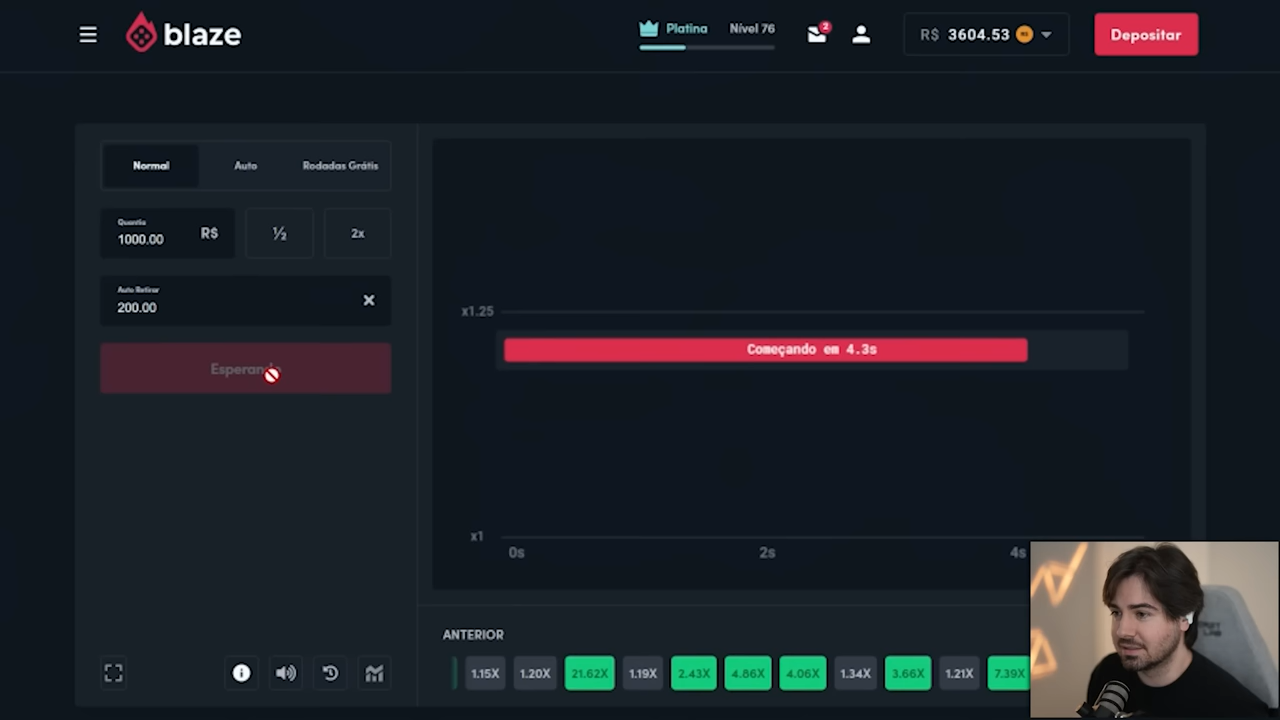 blaze
Platina Nível 76
2
R$ 3604.53
Depositar
Normal Auto Rodadas Grátis
Quantia
1000.00 R$ ½ 2x
Auto Retirar
200.00
x1.25
Começando em 4.3s
x1
0s 2s 4s
ANTERIOR
1.15X 1.20X 21.62X 1.19X 2.43X 4.86X 4.06X 1.34X 3.66X 1.21X 7.39X